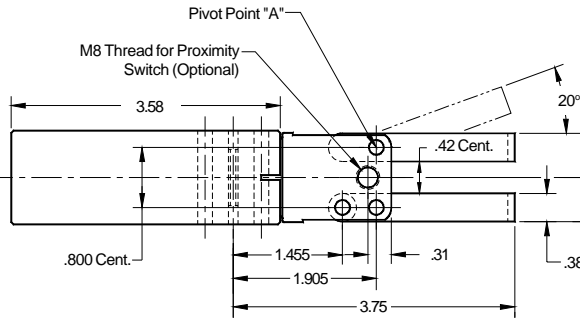 Pivot Point "A"
M8 Thread for Proximity
Switch (Optional)
3.58
20°
.42 Cent.
.800 Cent.
1.455
.31
.38
1.905
3.75